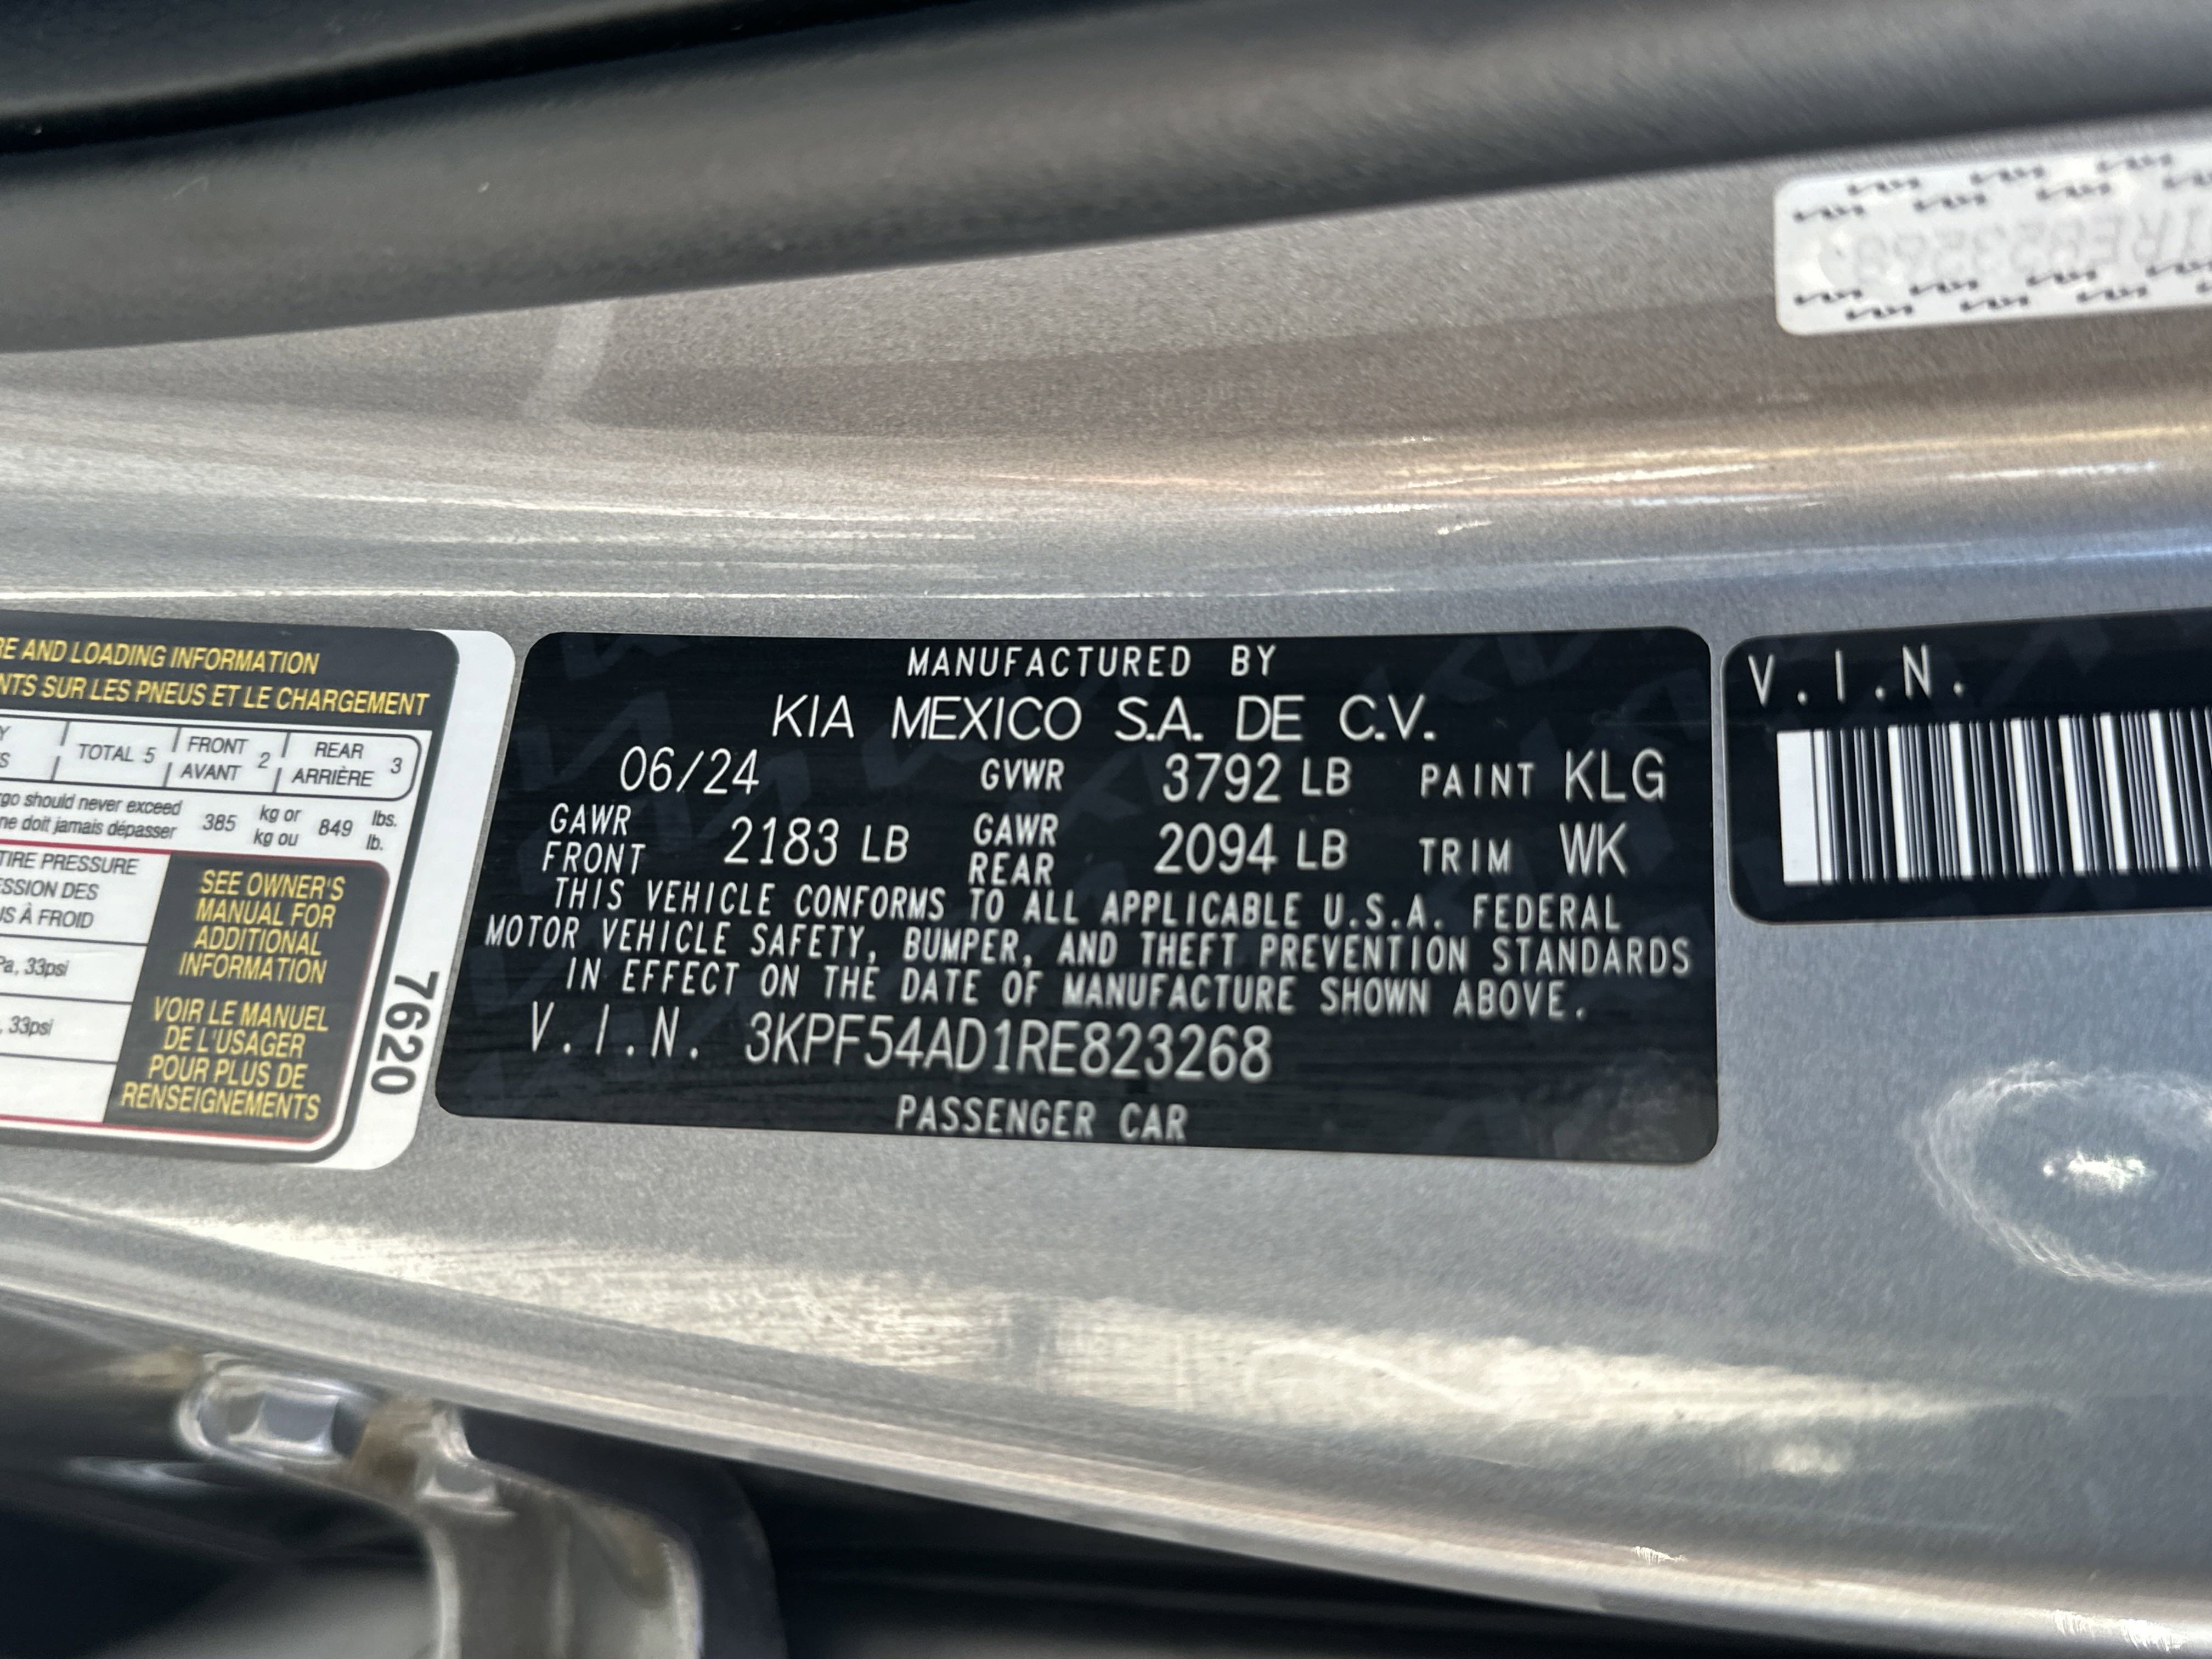 1RE823268
RE AND LOADING INFORMATION
NTS SUR LES PNEUS ET LE CHARGEMENT
TOTAL 5
FRONT
AVANT
2
REAR
ARRIÈRE
3
go should never exceed
ne doit jamais dépasser
385
kg or
kg ou
849
lbs.
lb.
TIRE PRESSURE
ESSION DES
US À FROID
Pa, 33psi
, 33psi
SEE OWNER'S
MANUAL FOR
ADDITIONAL
INFORMATION
VOIR LE MANUEL
DE L'USAGER
POUR PLUS DE
RENSEIGNEMENTS
7620
MANUFACTURED BY
KIA MEXICO S.A. DE C.V.
06/24 GVWR 3792 LB PAINT KLG
GAWR FRONT 2183 LB GAWR REAR 2094 LB TRIM WK
THIS VEHICLE CONFORMS TO ALL APPLICABLE U.S.A. FEDERAL
MOTOR VEHICLE SAFETY, BUMPER, AND THEFT PREVENTION STANDARDS
IN EFFECT ON THE DATE OF MANUFACTURE SHOWN ABOVE.
V.I.N. 3KPF54AD1RE823268
PASSENGER CAR
V.I.N.